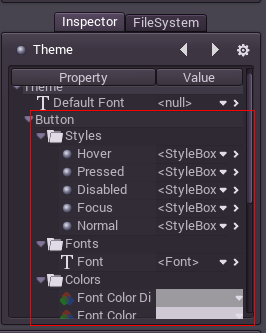 Inspector FileSystem
Theme
Property Value
Theme
Default Font <null>
Button
Styles
Hover <StyleBox
Pressed <StyleBox
Disabled <StyleBox
Focus <StyleBox
Normal <StyleBox
Fonts
Font <Font>
Colors
Font Color Di
Font Color